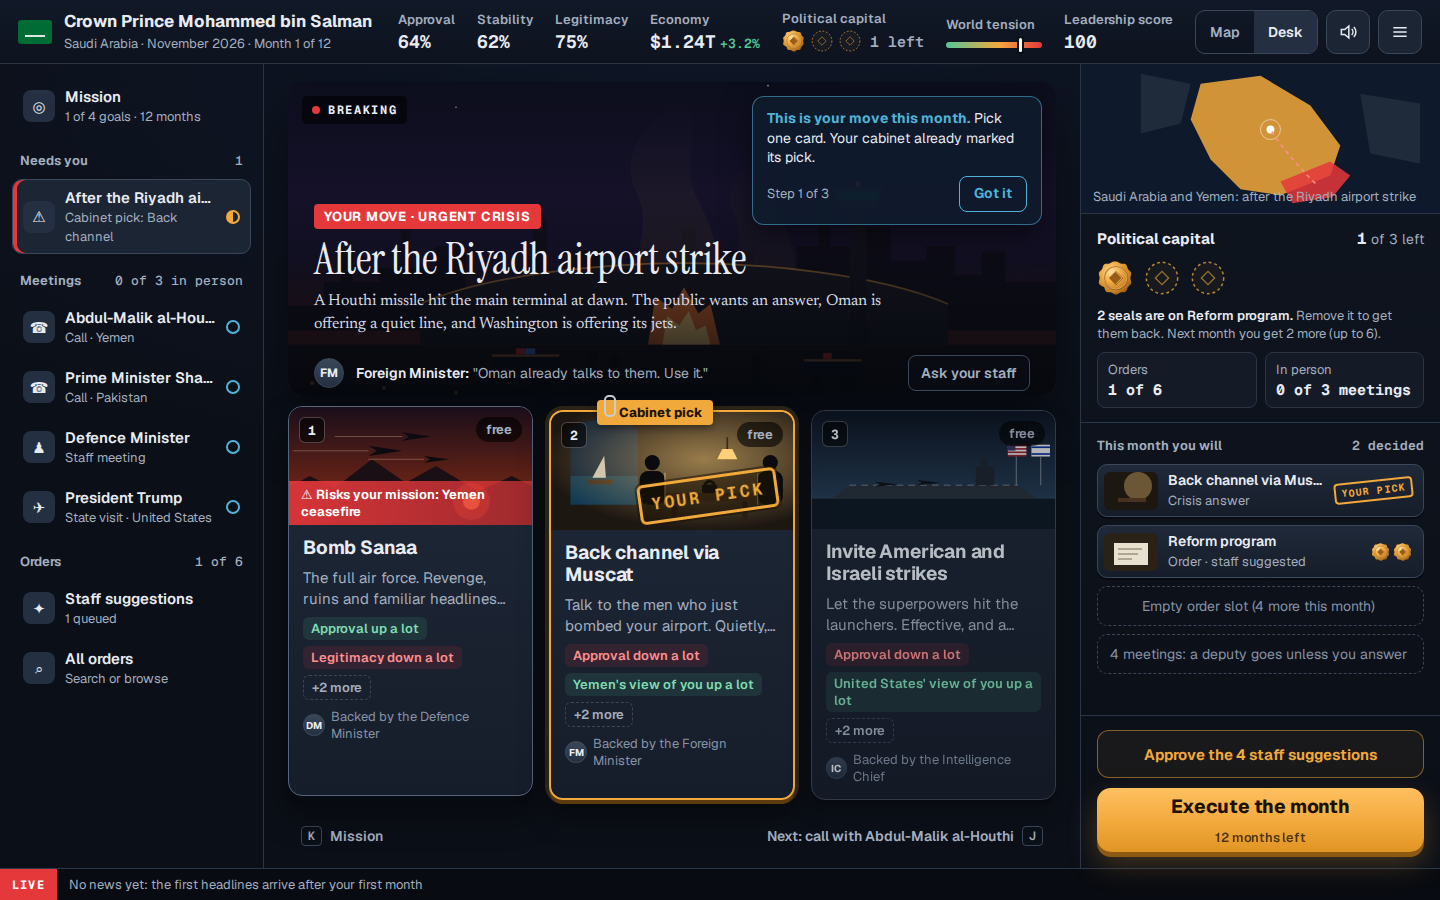 Crown Prince Mohammed bin Salman
Saudi Arabia · November 2026 · Month 1 of 12
Approval
64%
Stability
62%
Legitimacy
75%
Economy
$1.24T +3.2%
Political capital
1 left
World tension
Leadership score
100
Map
Desk
Mission
1 of 4 goals · 12 months
Needs you 1
After the Riyadh ai...
Cabinet pick: Back
channel
Meetings 0 of 3 in person
Abdul-Malik al-Hou...
Call · Yemen
Prime Minister Sha...
Call · Pakistan
Defence Minister
Staff meeting
President Trump
State visit · United States
Orders 1 of 6
Staff suggestions
1 queued
All orders
Search or browse
BREAKING
This is your move this month. Pick
one card. Your cabinet already marked
its pick.
Step 1 of 3
Got it
YOUR MOVE · URGENT CRISIS
After the Riyadh airport strike
A Houthi missile hit the main terminal at dawn. The public wants an answer, Oman is
offering a quiet line, and Washington is offering its jets.
FM
Foreign Minister: "Oman already talks to them. Use it."
Ask your staff
1
free
⚠ Risks your mission: Yemen
ceasefire
Bomb Sanaa
The full air force. Revenge,
ruins and familiar headlines...
Approval up a lot
Legitimacy down a lot
+2 more
DM
Backed by the Defence
Minister
Cabinet pick
2
free
YOUR PICK
Back channel via
Muscat
Talk to the men who just
bombed your airport. Quietly,...
Approval down a lot
Yemen's view of you up a lot
+2 more
FM
Backed by the Foreign
Minister
3
free
Invite American and
Israeli strikes
Let the superpowers hit the
launchers. Effective, and a...
Approval down a lot
United States' view of you up a
lot
+2 more
IC
Backed by the Intelligence
Chief
K Mission
Next: call with Abdul-Malik al-Houthi J
Saudi Arabia and Yemen: after the Riyadh airport strike
Political capital 1 of 3 left
2 seals are on Reform program. Remove it to get
them back. Next month you get 2 more (up to 6).
Orders
1 of 6
In person
0 of 3 meetings
This month you will 2 decided
Back channel via Mus...
Crisis answer
YOUR PICK
Reform program
Order · staff suggested
Empty order slot (4 more this month)
4 meetings: a deputy goes unless you answer
Approve the 4 staff suggestions
Execute the month
12 months left
LIVE
No news yet: the first headlines arrive after your first month